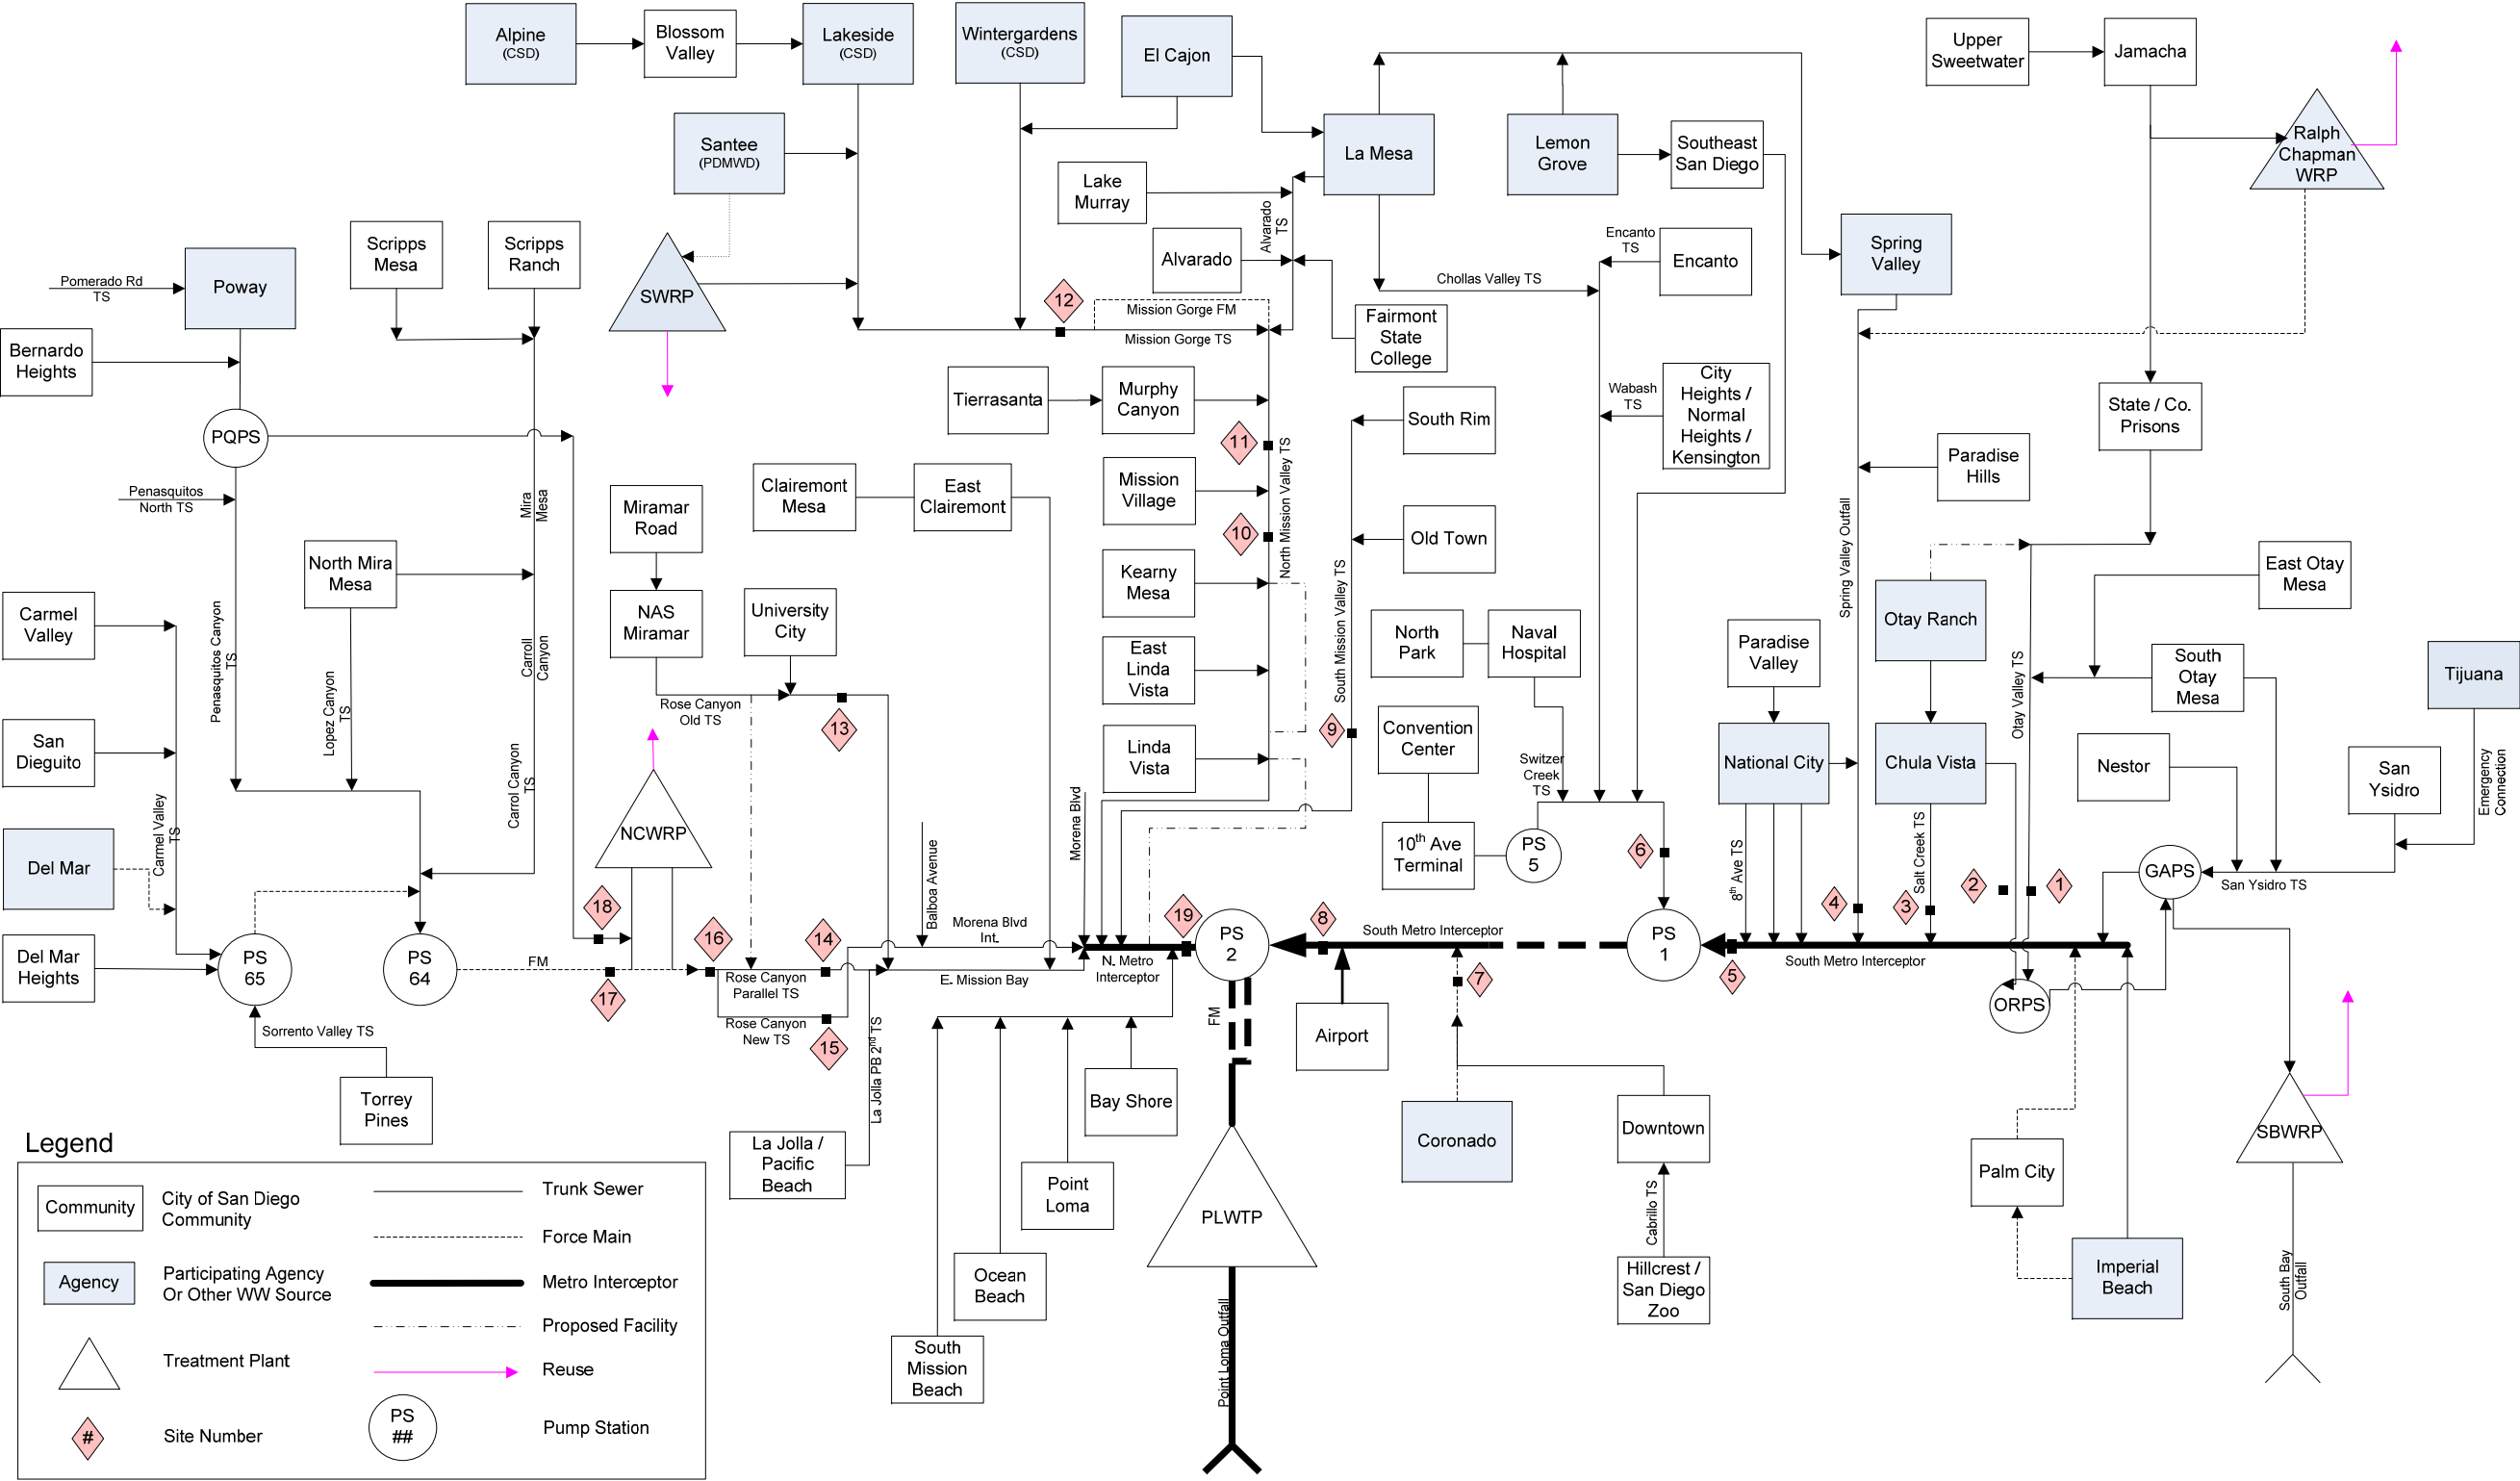 Alpine
(CSD)
Blossom
Valley
Lakeside
(CSD)
Wintergardens
(CSD)
El Cajon
Upper
Sweetwater
Jamacha
Santee
(PDMWD)
La Mesa
Lemon
Grove
Southeast
San Diego
Ralph
Chapman
WRP
Lake
Murray
Alvarado
TS
Scripps
Mesa
Scripps
Ranch
Alvarado
Encanto
TS
Encanto
Spring
Valley
Pomerado Rd
TS
Poway
SWRP
Chollas Valley TS
12
Mission Gorge FM
Mission Gorge TS
Fairmont
State
College
Bernardo
Heights
Tierrasanta
Murphy
Canyon
South Rim
Wabash
TS
City
Heights /
Normal
Heights /
Kensington
State / Co.
Prisons
PQPS
11
North Mission Valley TS
Paradise
Hills
Penasquitos
North TS
Mira
Mesa
Miramar
Road
Clairemont
Mesa
East
Clairemont
Mission
Village
10
Old Town
Spring Valley Outfall
North Mira
Mesa
Kearny
Mesa
East Otay
Mesa
Carmel
Valley
Penasquitos Canyon
TS
Carroll
Canyon
NAS
Miramar
University
City
South Mission Valley TS
North
Park
Naval
Hospital
Paradise
Valley
Otay Ranch
East
Linda
Vista
Otay Valley TS
South
Otay
Mesa
Tijuana
Lopez Canyon
TS
Rose Canyon
Old TS
13
9
San
Dieguito
Linda
Vista
Convention
Center
Switzer
Creek
TS
National City
Chula Vista
Nestor
San
Ysidro
Emergency
Connection
Carrol Canyon
TS
Carmel Valley
TS
NCWRP
Balboa Avenue
Morena Blvd
10th Ave
Terminal
PS
5
6
8th Ave TS
Salt Creek TS
Del Mar
GAPS
San Ysidro TS
2
1
4
3
18
16
14
Morena Blvd
Int.
19
PS
2
8
South Metro Interceptor
PS
1
5
South Metro Interceptor
Del Mar
Heights
PS
65
PS
64
FM
17
Rose Canyon
Parallel TS
E. Mission Bay
N. Metro
Interceptor
7
ORPS
Rose Canyon
New TS
15
FM
Airport
Sorrento Valley TS
La Jolla PB 2nd TS
Torrey
Pines
Bay Shore
Coronado
Downtown
Palm City
SBWRP
La Jolla /
Pacific
Beach
Point
Loma
PLWTP
Cabrillo TS
Ocean
Beach
Hillcrest /
San Diego
Zoo
Imperial
Beach
South Bay
Outfall
South
Mission
Beach
Point Loma Outfall
Legend
Community
City of San Diego
Community
Trunk Sewer
Force Main
Agency
Participating Agency
Or Other WW Source
Metro Interceptor
Proposed Facility
Treatment Plant
Reuse
#
Site Number
PS
##
Pump Station